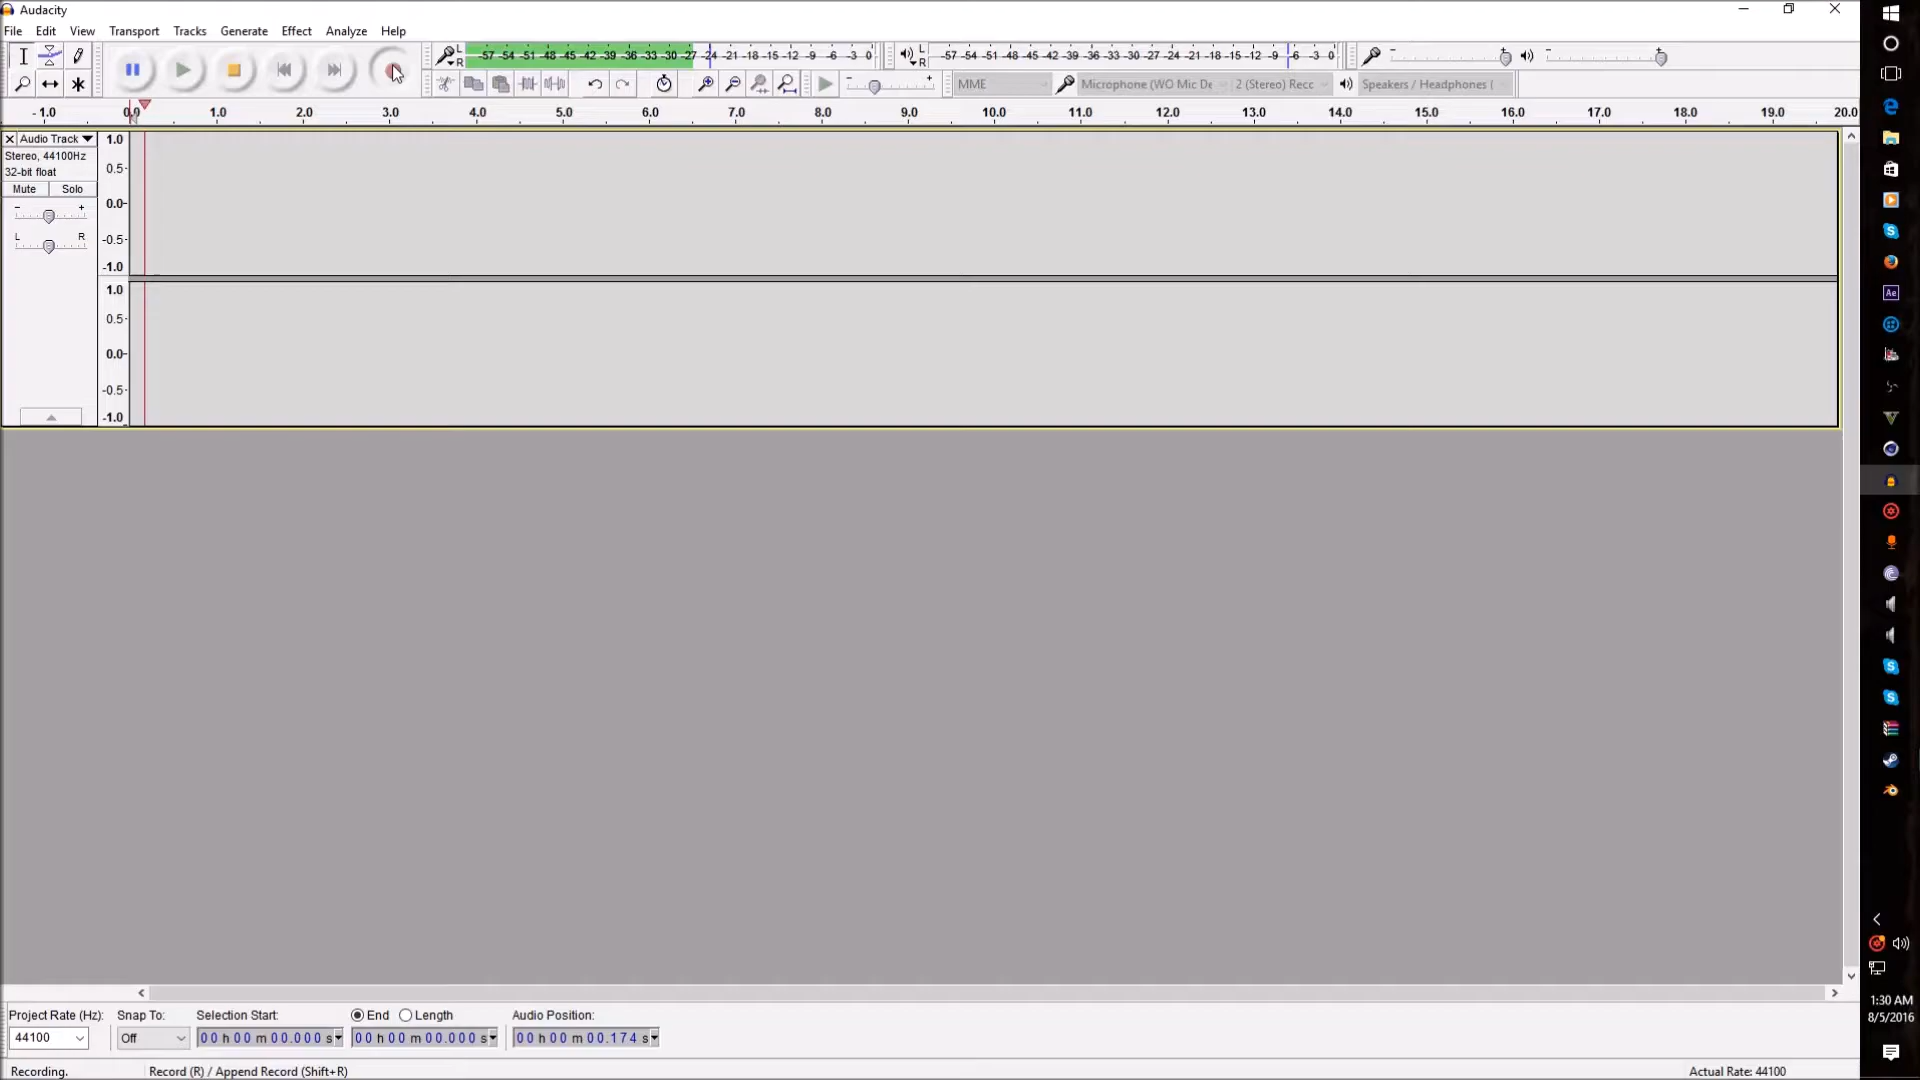 Audacity
File Edit View Transport Tracks Generate Effect Analyze Help
L
R
-57 -54 -51 -48 -45 -42 -39 -36 -33 -30 -27 -24 -21 -18 -15 -12 -9 -6 -3 0
L
R
-57 -54 -51 -48 -45 -42 -39 -36 -33 -30 -27 -24 -21 -18 -15 -12 -9 -6 -3 0
MME
Microphone (WO Mic De
2 (Stereo) Recc
Speakers / Headphones (
-1.0 0.0 1.0 2.0 3.0 4.0 5.0 6.0 7.0 8.0 9.0 10.0 11.0 12.0 13.0 14.0 15.0 16.0 17.0 18.0 19.0 20.0
Audio Track
Stereo, 44100Hz
32-bit float
Mute Solo
- +
L R
1.0
0.5
0.0
-0.5
-1.0
1.0
0.5
0.0
-0.5
-1.0
Ae
Project Rate (Hz): Snap To: Selection Start: End Length Audio Position:
44100 Off 00 h 00 m 00.000 s 00 h 00 m 00.000 s 00 h 00 m 00.174 s
Recording. Record (R) / Append Record (Shift+R) Actual Rate: 44100
1:30 AM
8/5/2016